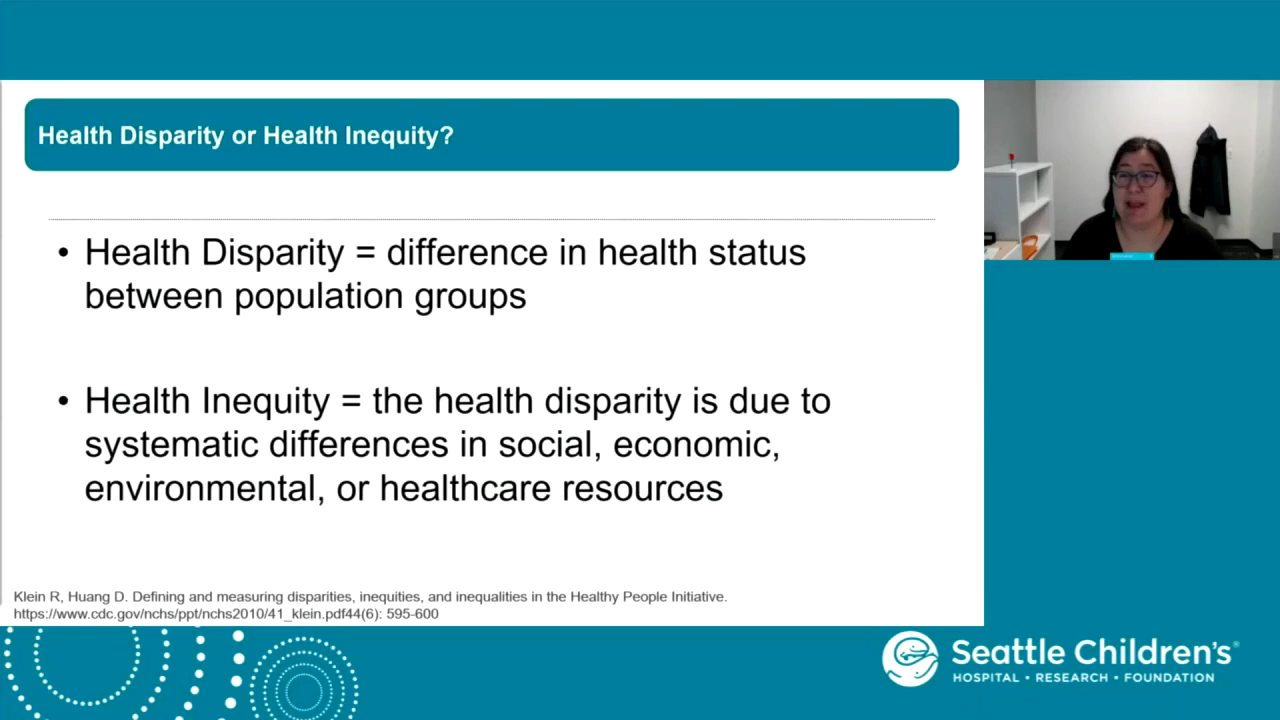 Health Disparity or Health Inequity?
• Health Disparity = difference in health status
between population groups
• Health Inequity = the health disparity is due to
systematic differences in social, economic,
environmental, or healthcare resources
Klein R, Huang D. Defining and measuring disparities, inequities, and inequalities in the Healthy People Initiative.
https://www.cdc.gov/nchs/ppt/nchs2010/41_klein.pdf44(6): 595-600
Seattle Children's®
HOSPITAL • RESEARCH • FOUNDATION